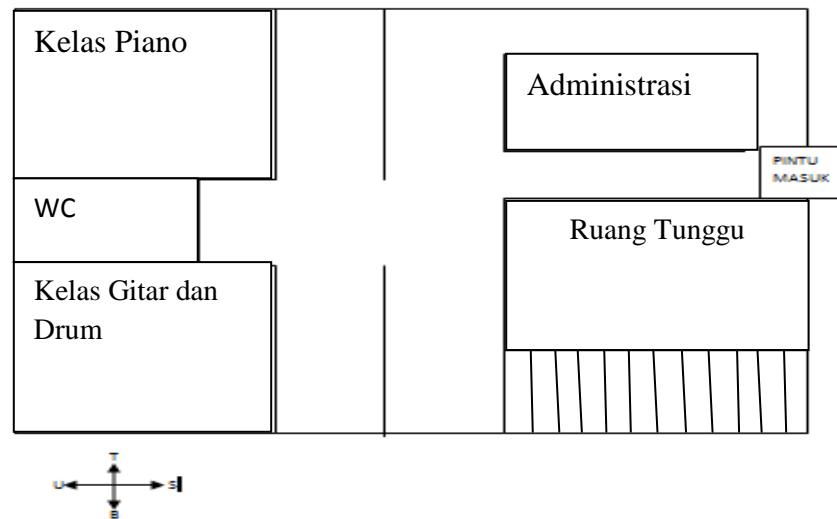 Kelas Piano
Administrasi
PINTU
MASUK
WC
Ruang Tunggu
Kelas Gitar dan
Drum
T
U
S
B